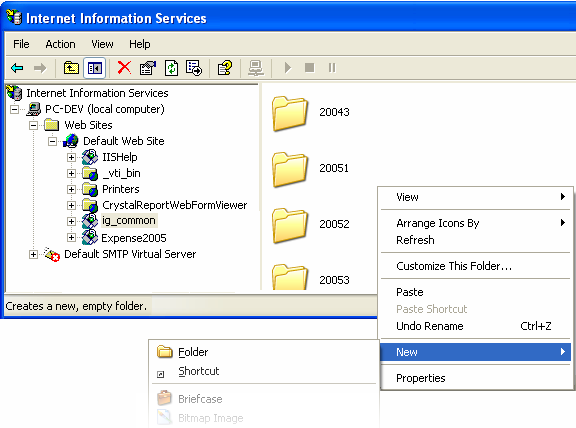 Internet Information Services
File Action View Help
Internet Information Services
PC-DEV (local computer)
Web Sites
Default Web Site
IISHelp
_vti_bin
Printers
CrystalReportWebFormViewer
ig_common
Expense2005
Default SMTP Virtual Server
20043
20051
20052
20053
Creates a new, empty folder.
View
Arrange Icons By
Refresh
Customize This Folder...
Paste
Paste Shortcut
Undo Rename Ctrl+Z
New
Properties
Folder
Shortcut
Briefcase
Bitmap Image